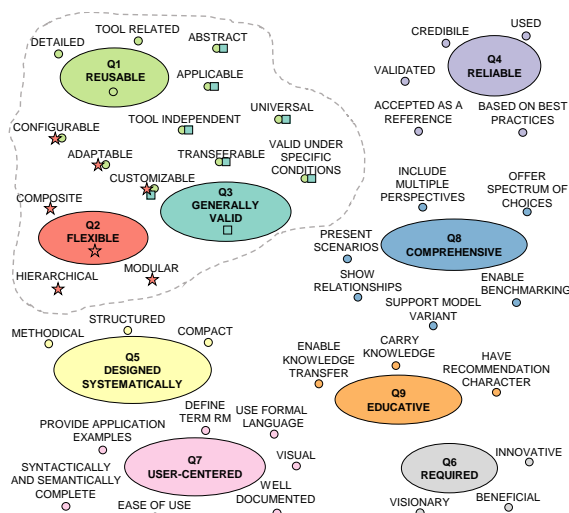 DETAILED
TOOL RELATED
ABSTRACT
Q1
REUSABLE
APPLICABLE
UNIVERSAL
CONFIGURABLE
TOOL INDEPENDENT
ADAPTABLE
TRANSFERABLE
VALID UNDER
SPECIFIC
CONDITIONS
CUSTOMIZABLE
COMPOSITE
Q3
GENERALLY
VALID
Q2
FLEXIBLE
HIERARCHICAL
MODULAR
CREDIBILE
USED
Q4
RELIABLE
VALIDATED
ACCEPTED AS A
REFERENCE
BASED ON BEST
PRACTICES
INCLUDE
MULTIPLE
PERSPECTIVES
OFFER
SPECTRUM OF
CHOICES
PRESENT
SCENARIOS
Q8
COMPREHENSIVE
SHOW
RELATIONSHIPS
ENABLE
BENCHMARKING
SUPPORT MODEL
VARIANT
METHODICAL
STRUCTURED
COMPACT
Q5
DESIGNED
SYSTEMATICALLY
ENABLE
KNOWLEDGE
TRANSFER
CARRY
KNOWLEDGE
HAVE
RECOMMENDATION
CHARACTER
Q9
EDUCATIVE
PROVIDE APPLICATION
EXAMPLES
DEFINE
TERM RM
USE FORMAL
LANGUAGE
SYNTACTICALLY
AND SEMANTICALLY
COMPLETE
Q7
USER-CENTERED
VISUAL
WELL
DOCUMENTED
EASE OF USE
Q6
REQUIRED
INNOVATIVE
VISIONARY
BENEFICIAL